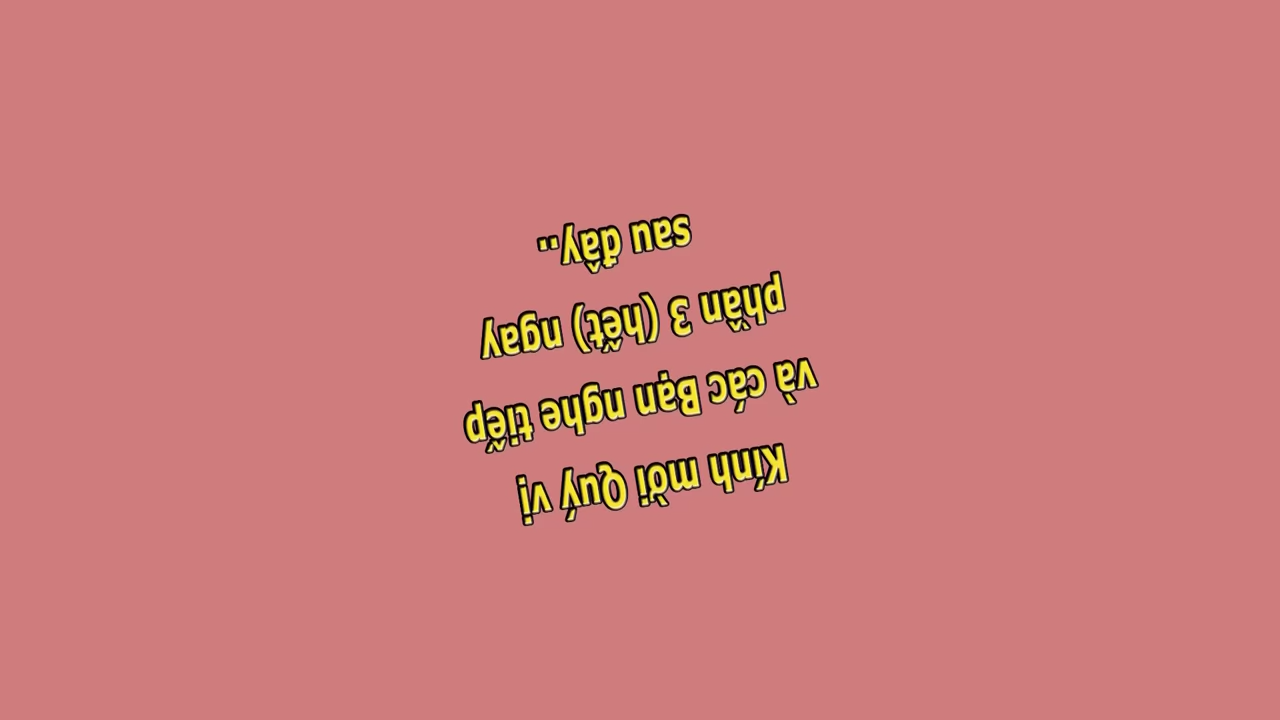 Kính mời Quý vị
và các Bạn nghe tiếp
phần 3 (hết) ngay
sau đây..